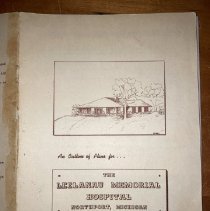 An Outline of Plans for...
THE
LEELANAU MEMORIAL
HOSPITAL
NORTHPORT, MICHIGAN